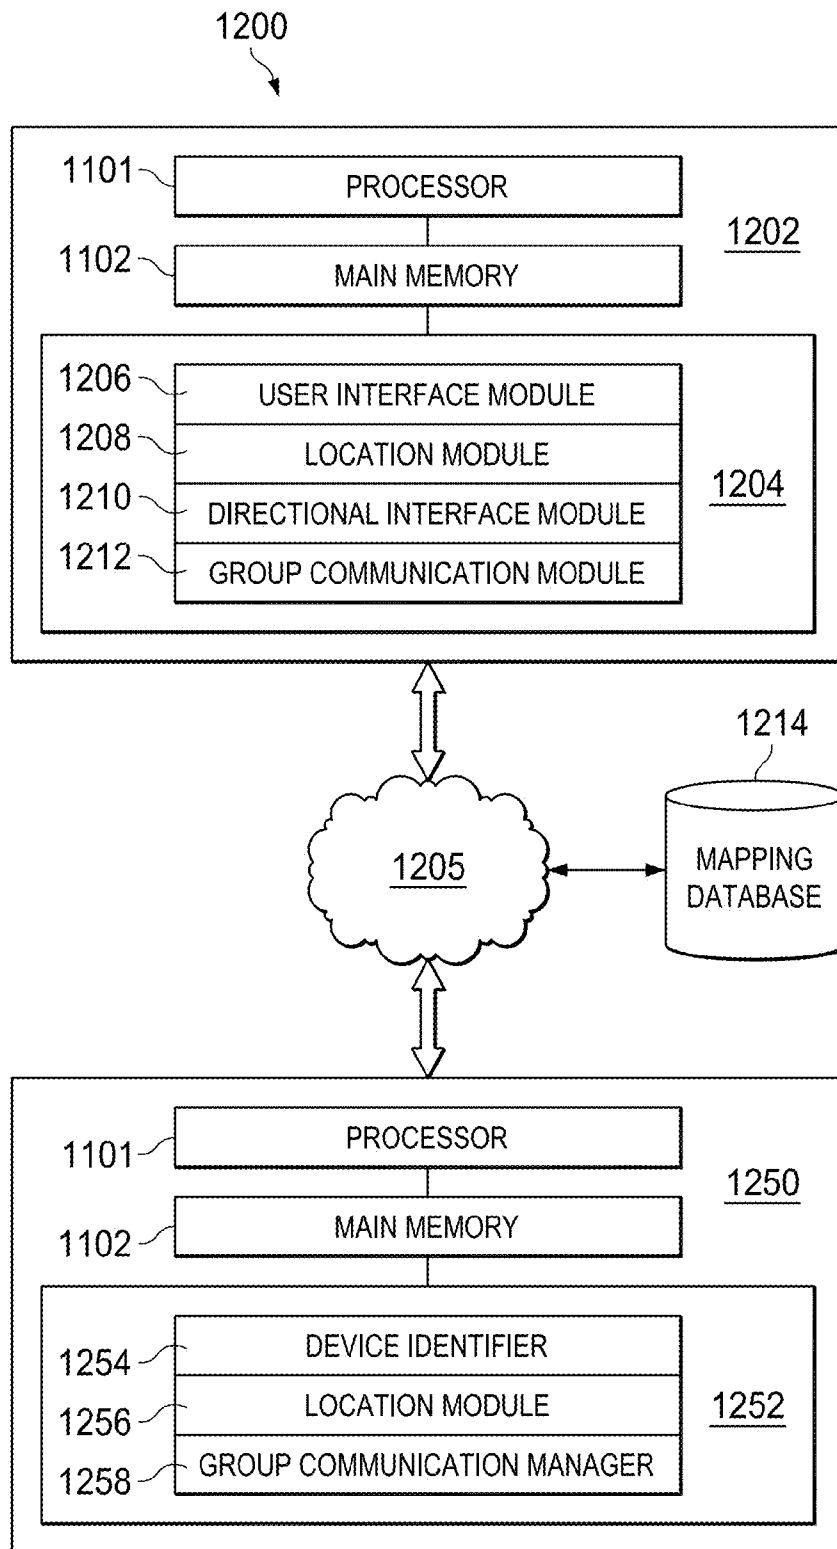 1200
1101
PROCESSOR
1202
1102
MAIN MEMORY
1206
USER INTERFACE MODULE
1208
LOCATION MODULE
1204
1210
DIRECTIONAL INTERFACE MODULE
1212
GROUP COMMUNICATION MODULE
1214
1205
MAPPING
DATABASE
1101
PROCESSOR
1250
1102
MAIN MEMORY
1254
DEVICE IDENTIFIER
1256
LOCATION MODULE
1252
1258
GROUP COMMUNICATION MANAGER